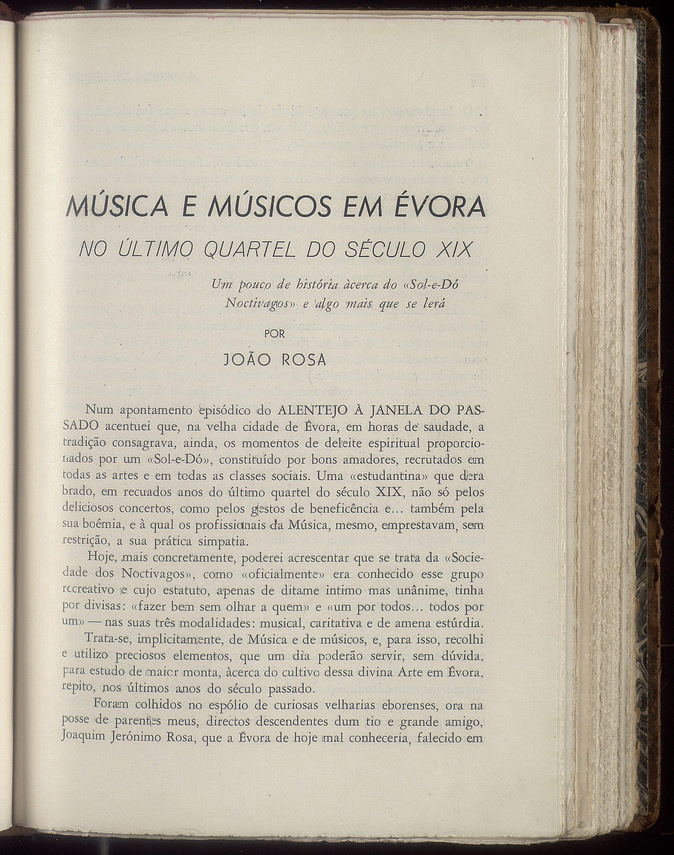 MÚSICA E MÚSICOS EM ÉVORA
NO ÚLTIMO QUARTEL DO SÉCULO XIX
Um pouco de história àcerca do «Sol-e-Dó
Noctivagos» e algo mais que se lerá
POR
JOÃO ROSA
Num apontamento episódico do ALENTEJO À JANELA DO PAS-
SADO acentuei que, na velha cidade de Évora, em horas de saudade, a
tradição consagrava, ainda, os momentos de deleite espiritual proporcio-
nados por um «Sol-e-Dó», constituído por bons amadores, recrutados em
todas as artes e em todas as classes sociais. Uma «estudantina» que dera
brado, em recuados anos do último quartel do século XIX, não só pelos
deliciosos concertos, como pelos gestos de beneficência e... também pela
sua boémia, e à qual os profissionais da Música, mesmo, emprestavam, sem
restrição, a sua prática simpatia.
Hoje, mais concretamente, poderei acrescentar que se trata da «Socie-
dade dos Noctivagos», como «oficialmente» era conhecido esse grupo
recreativo e cujo estatuto, apenas de ditame intimo mas unânime, tinha
por divisas: «fazer bem sem olhar a quem» e «um por todos... todos por
um» — nas suas três modalidades: musical, caritativa e de amena estúrdia.
Trata-se, implicitamente, de Música e de músicos, e, para isso, recolhi
e utilizo preciosos elementos, que um dia poderão servir, sem dúvida,
para estudo de maior monta, àcerca do cultivo dessa divina Arte em Évora,
repito, nos últimos anos do século passado.
Foram colhidos no espólio de curiosas velharias eborenses, ora na
posse de parentes meus, directos descendentes dum tio e grande amigo,
Joaquim Jerónimo Rosa, que a Évora de hoje mal conheceria, falecido em